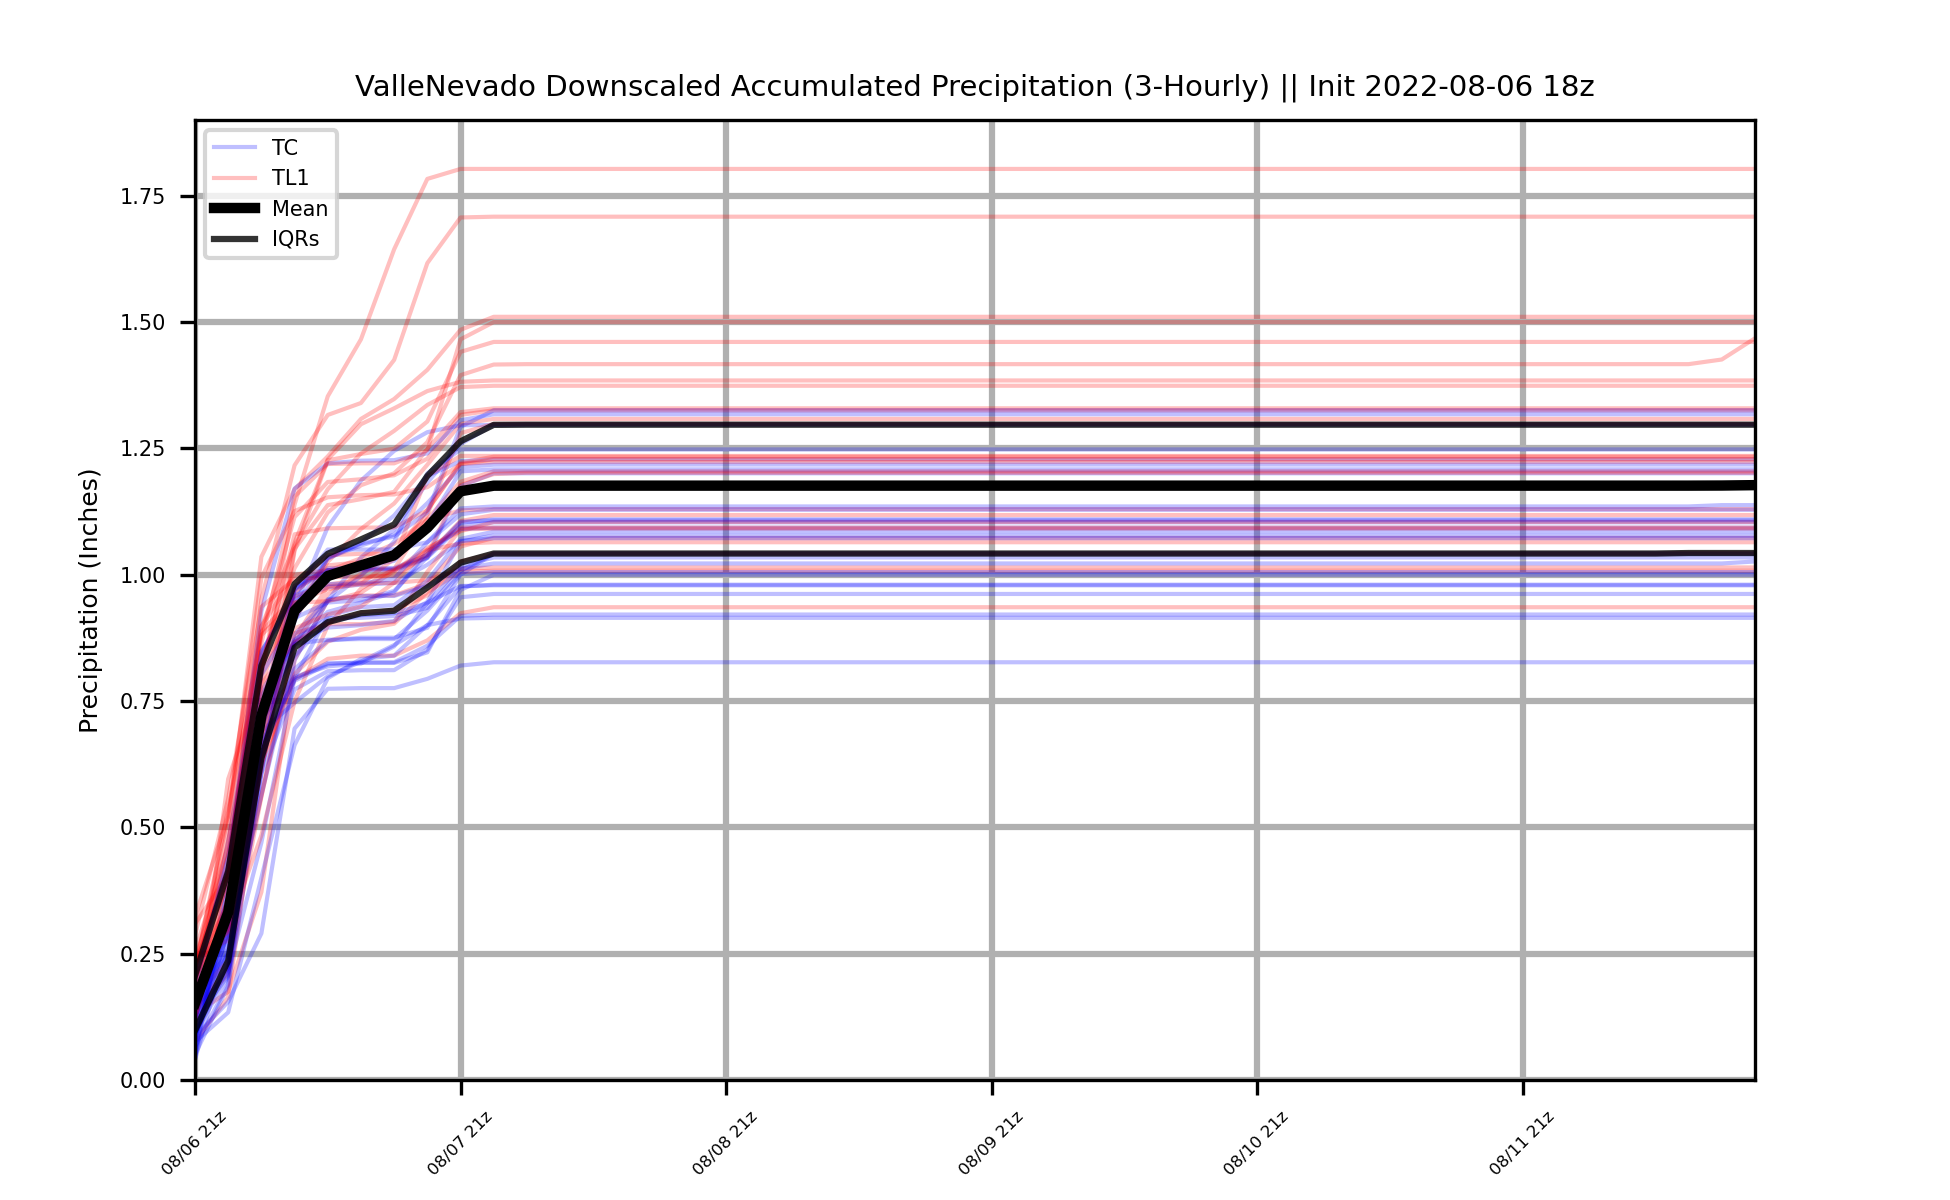 ValleNevado Downscaled Accumulated Precipitation (3-Hourly) || Init 2022-08-06 18z
TC
TL1
Mean
IQRs
1.75
1.50
1.25
1.00
0.75
0.50
0.25
0.00
Precipitation (Inches)
08/06 21z
08/07 21z
08/08 21z
08/09 21z
08/10 21z
08/11 21z